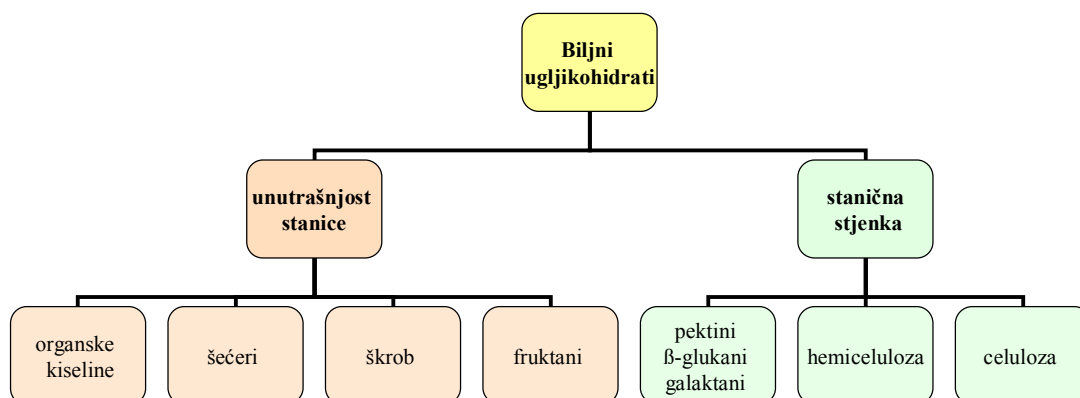 Biljni
ugljikohidrati
unutrašnjost
stanice
stanična
stjenka
organske
kiseline
šećeri
škrob
fruktani
pektini
ß-glukani
galaktani
hemiceluloza
celuloza